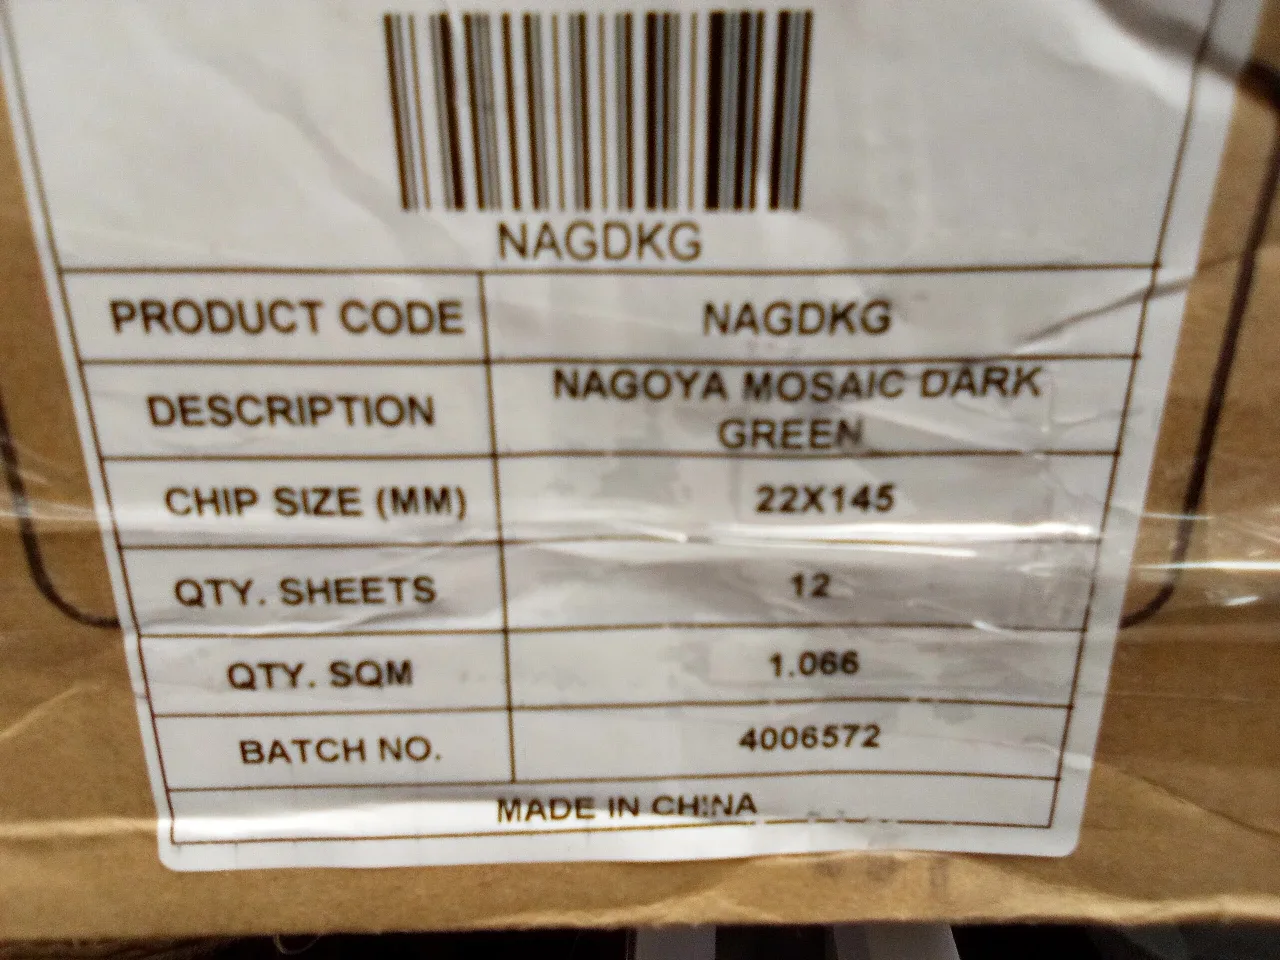 NAGDKG
PRODUCT CODE NAGDKG
DESCRIPTION NAGOYA MOSAIC DARK
GREEN
CHIP SIZE (MM) 22X145
QTY. SHEETS 12
QTY. SQM 1.066
BATCH NO. 4006572
MADE IN CHINA